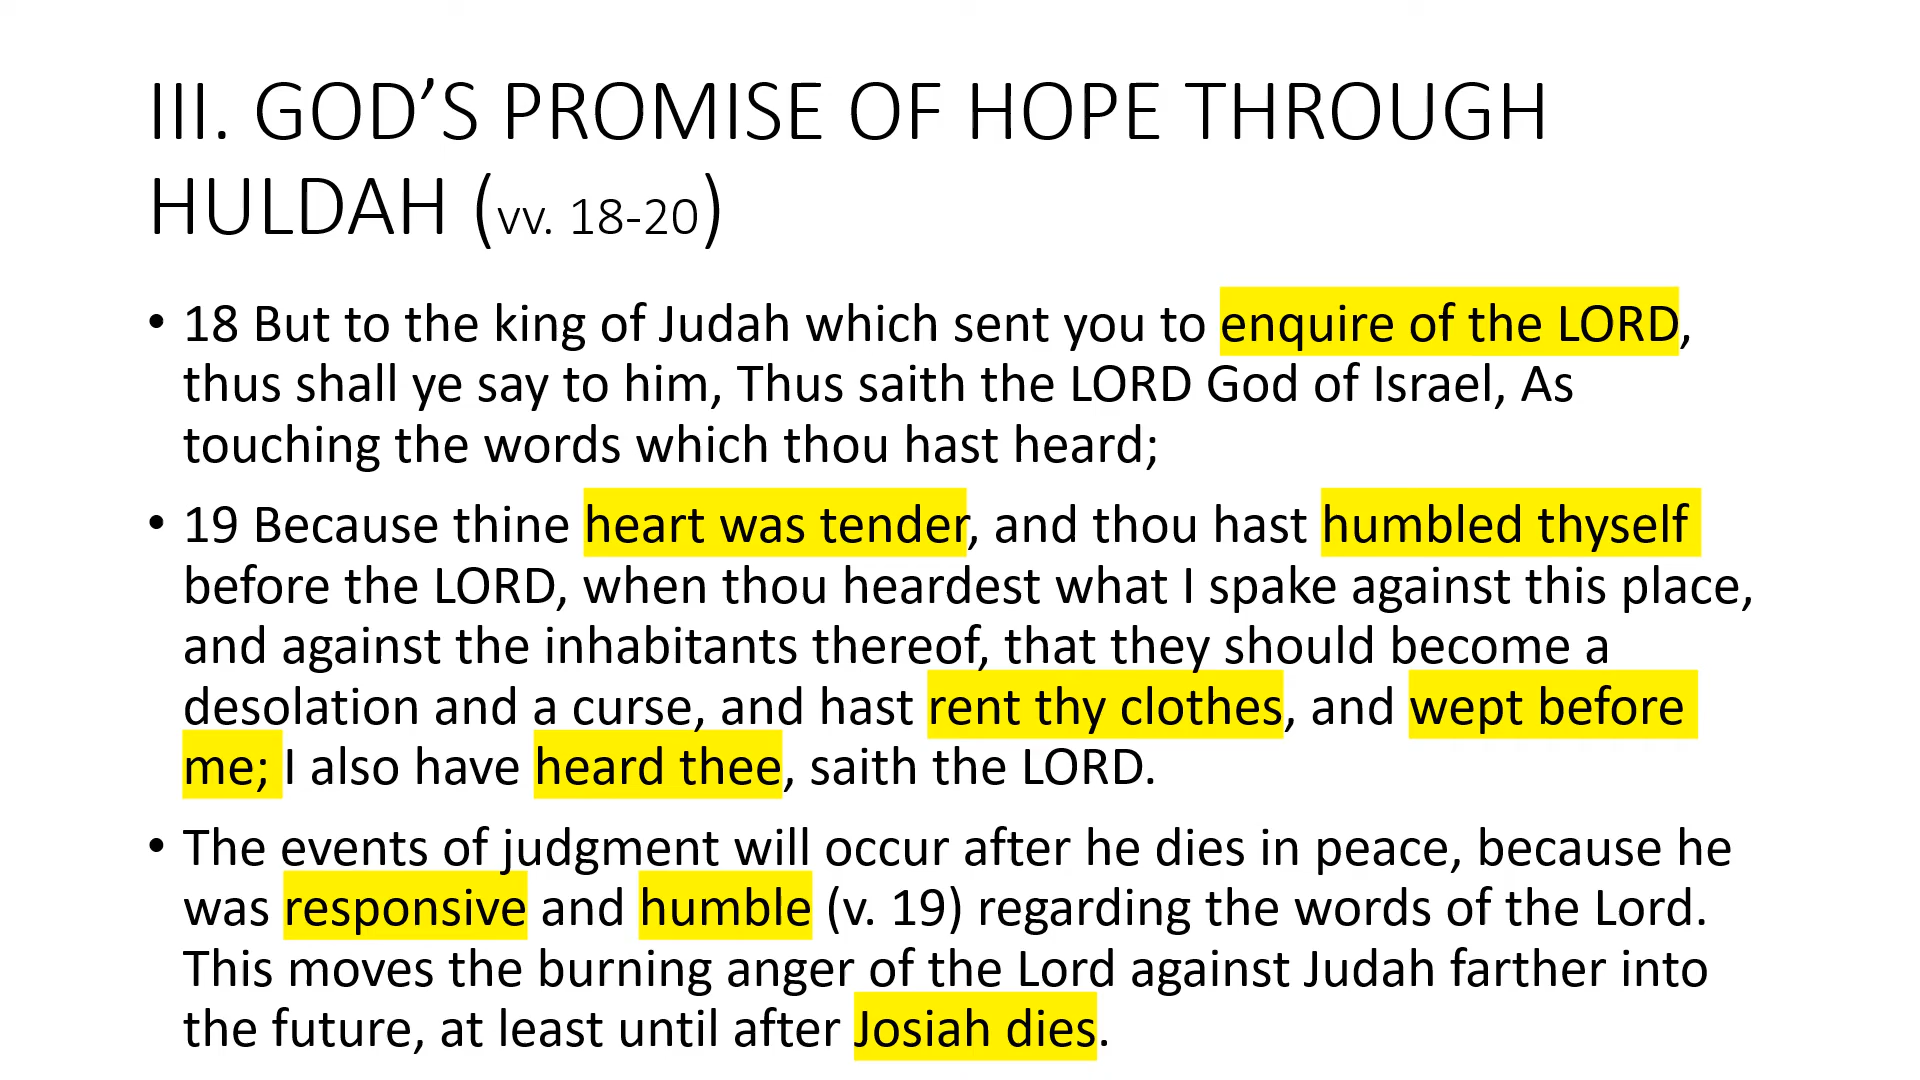 III. GOD’S PROMISE OF HOPE THROUGH
HULDAH (vv. 18-20)
• 18 But to the king of Judah which sent you to enquire of the LORD,
thus shall ye say to him, Thus saith the LORD God of Israel, As
touching the words which thou hast heard;
• 19 Because thine heart was tender, and thou hast humbled thyself
before the LORD, when thou heardest what I spake against this place,
and against the inhabitants thereof, that they should become a
desolation and a curse, and hast rent thy clothes, and wept before
me; I also have heard thee, saith the LORD.
• The events of judgment will occur after he dies in peace, because he
was responsive and humble (v. 19) regarding the words of the Lord.
This moves the burning anger of the Lord against Judah farther into
the future, at least until after Josiah dies.